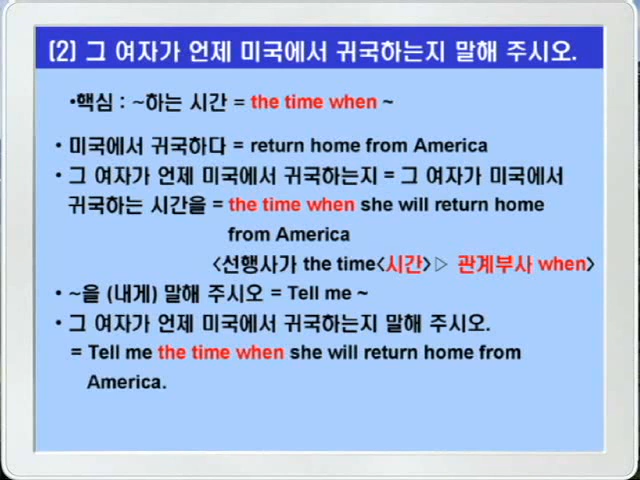 (2) 그 여자가 언제 미국에서 귀국하는지 말해 주시오.
•핵심 : ~하는 시간 = the time when ~
• 미국에서 귀국하다 = return home from America
• 그 여자가 언제 미국에서 귀국하는지 = 그 여자가 미국에서
귀국하는 시간을 = the time when she will return home
from America
<선행사가 the time<시간>▷ 관계부사 when>
• ~을 (내게) 말해 주시오 = Tell me ~
• 그 여자가 언제 미국에서 귀국하는지 말해 주시오.
= Tell me the time when she will return home from
America.